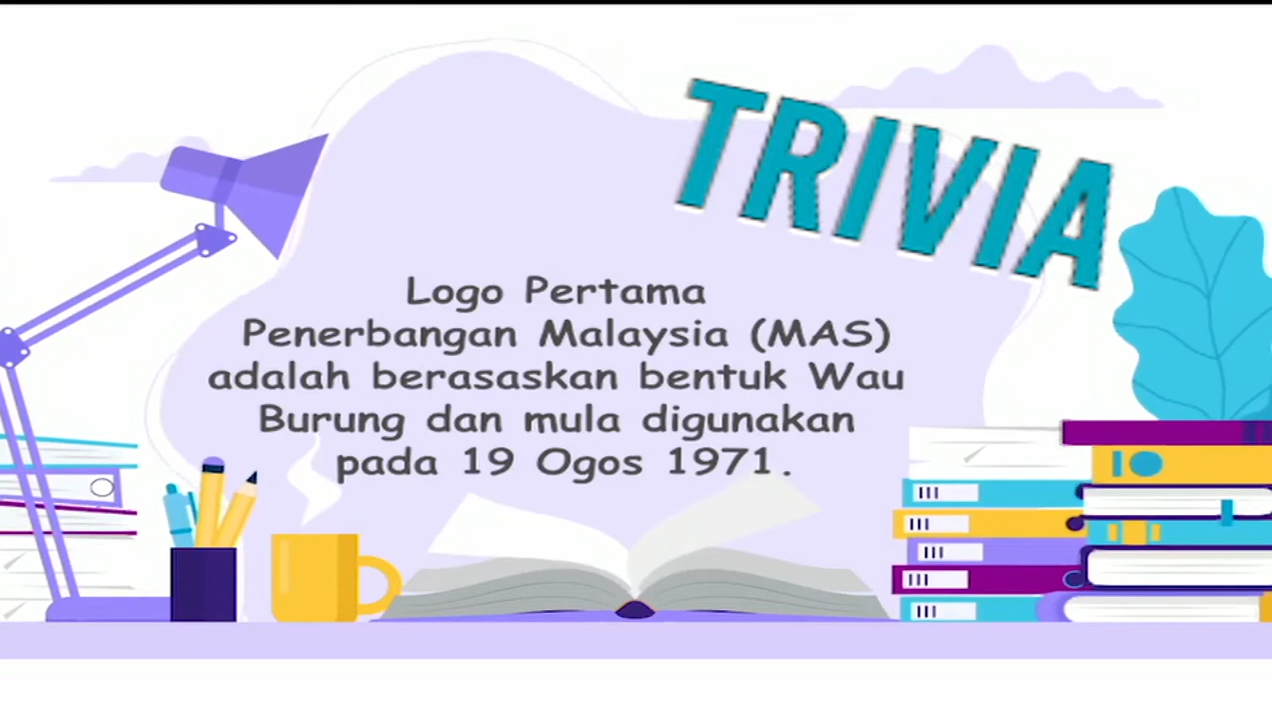 TRIVIA
Logo Pertama
Penerbangan Malaysia (MAS)
adalah berasaskan bentuk Wau
Burung dan mula digunakan
pada 19 Ogos 1971.